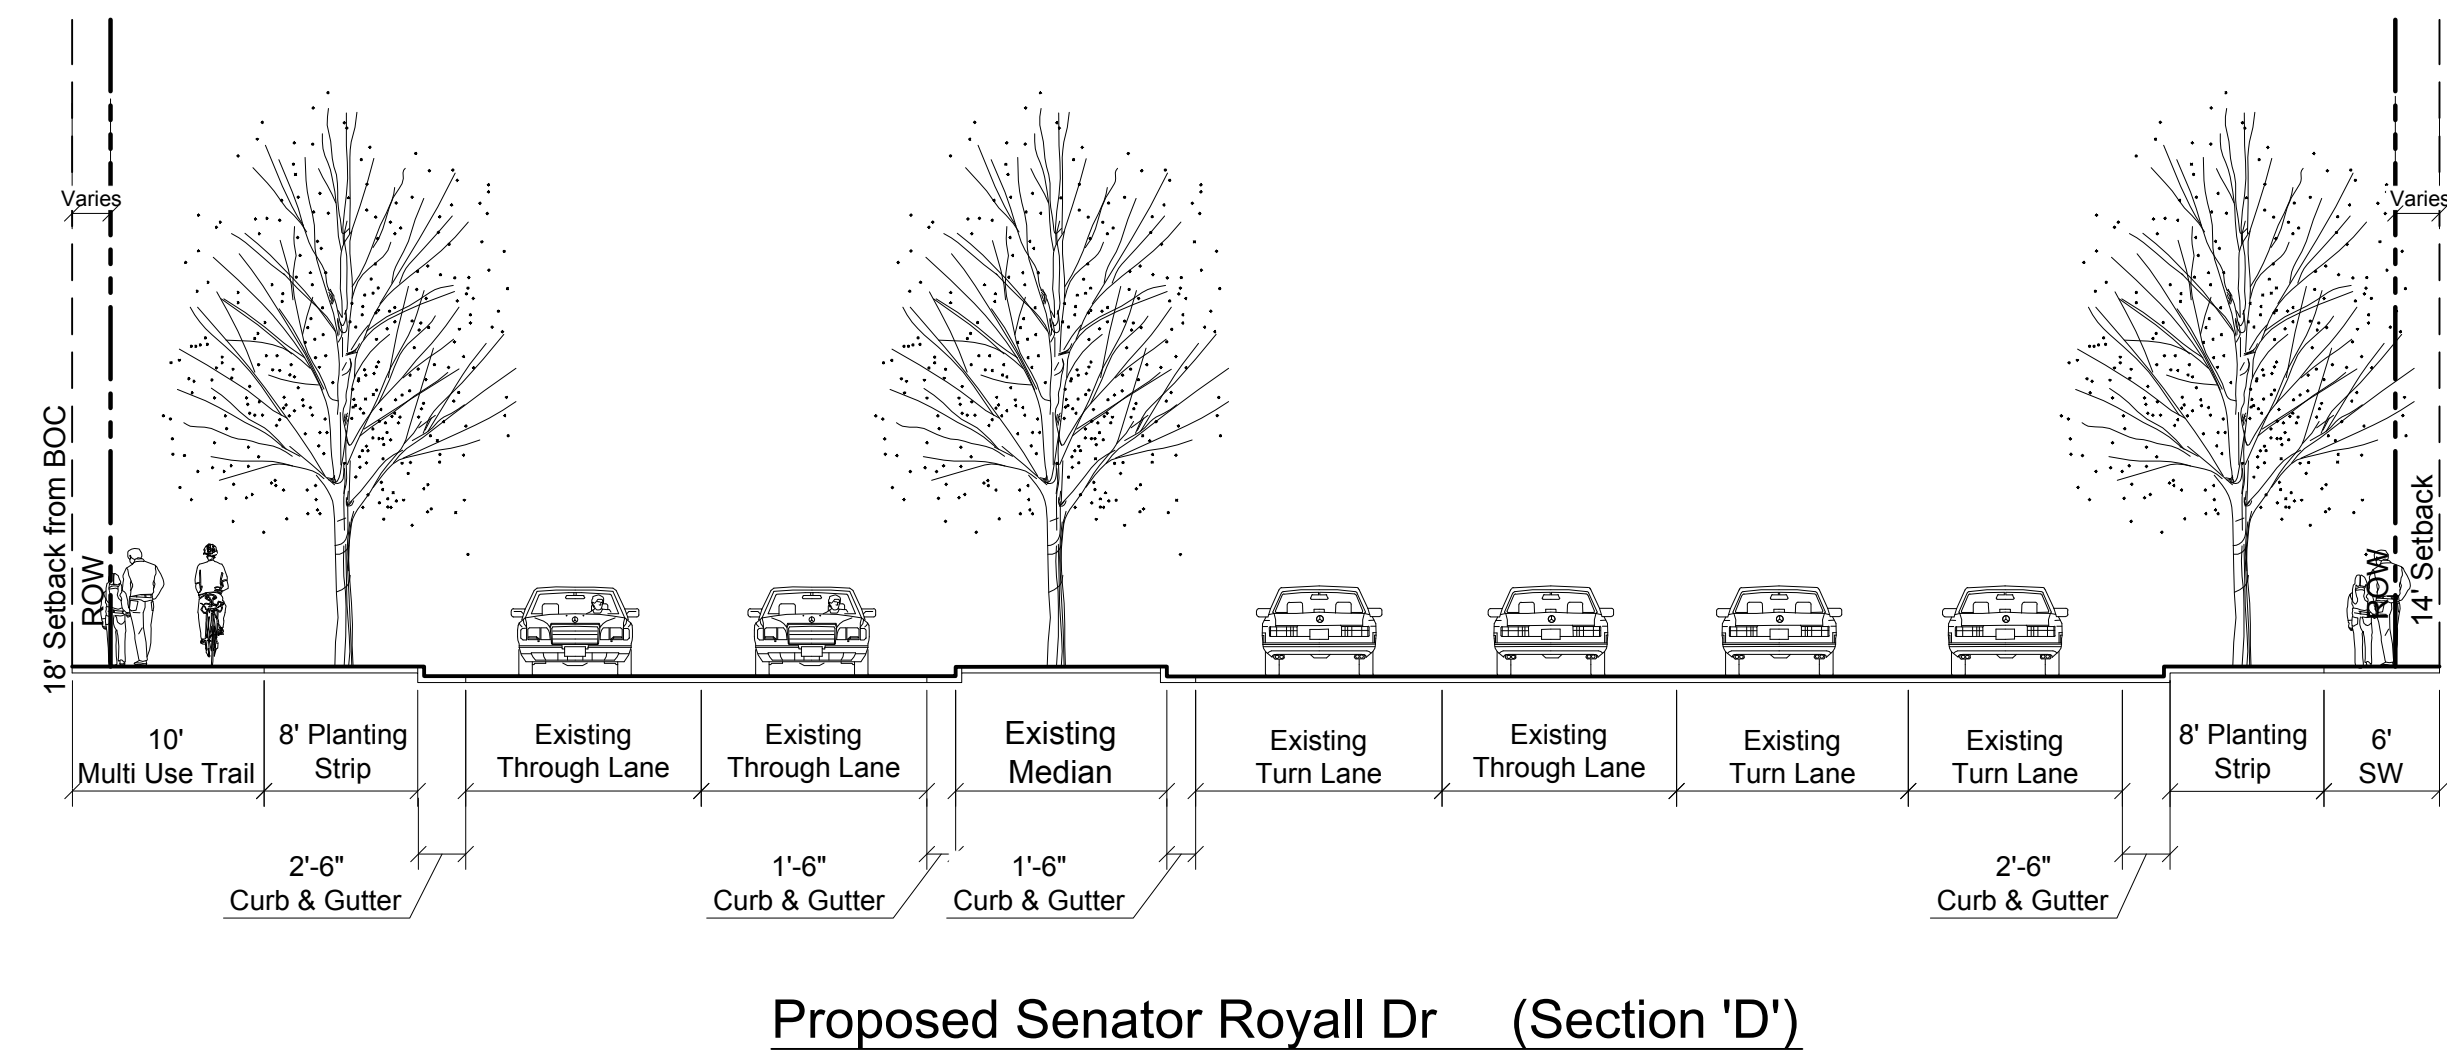 Varies
Varies
18' Setback from BOC
ROW
ROW
14' Setback
10'
Multi Use Trail
8' Planting
Strip
Existing
Through Lane
Existing
Through Lane
Existing
Median
Existing
Turn Lane
Existing
Through Lane
Existing
Turn Lane
Existing
Turn Lane
8' Planting
Strip
6'
SW
2'-6"
Curb & Gutter
1'-6"
Curb & Gutter
1'-6"
Curb & Gutter
2'-6"
Curb & Gutter
Proposed Senator Royall Dr (Section 'D')